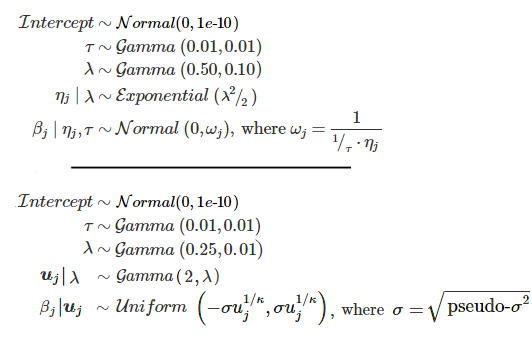 Intercept ∼ Normal(0, 1e-10)
τ ∼ Gamma (0.01,0.01)
λ ∼ Gamma (0.50,0.10)
η_j | λ ∼ Exponential (λ²/₂)
β_j | η_j,τ ∼ Normal (0,ω_j), where ω_j = 1 / (¹/_τ · η_j)
Intercept ∼ Normal(0, 1e-10)
τ ∼ Gamma (0.01,0.01)
λ ∼ Gamma (0.25,0.01)
u_j|λ ∼ Gamma(2,λ)
β_j|u_j ∼ Uniform (−σu_j^{1/κ},σu_j^{1/κ}), where σ = √(pseudo-σ²)